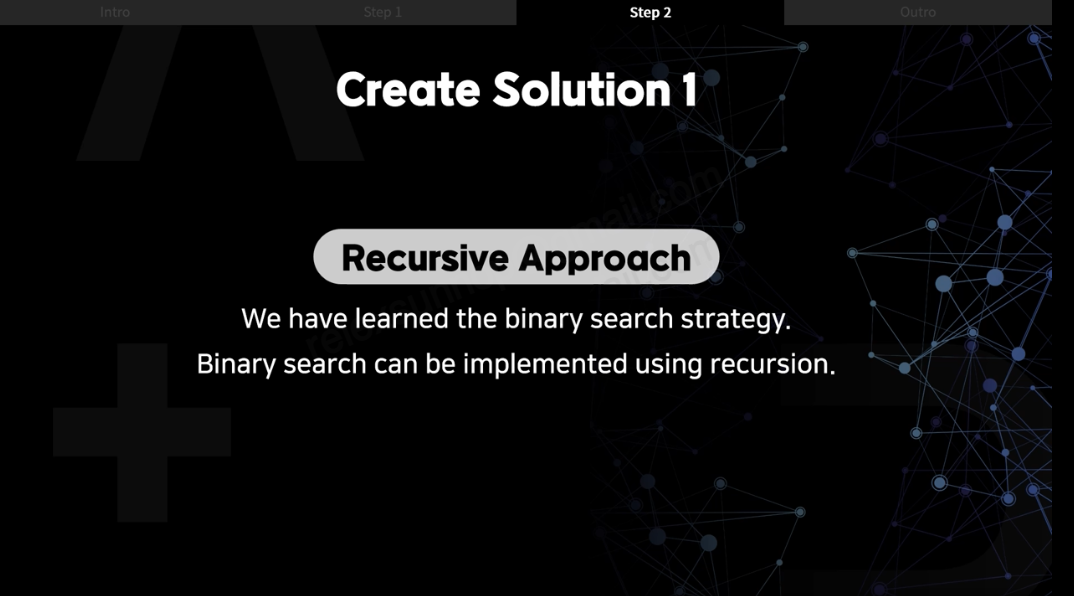 Intro
Step 1
Step 2
Outro
Create Solution 1
Recursive Approach
We have learned the binary search strategy.
Binary search can be implemented using recursion.